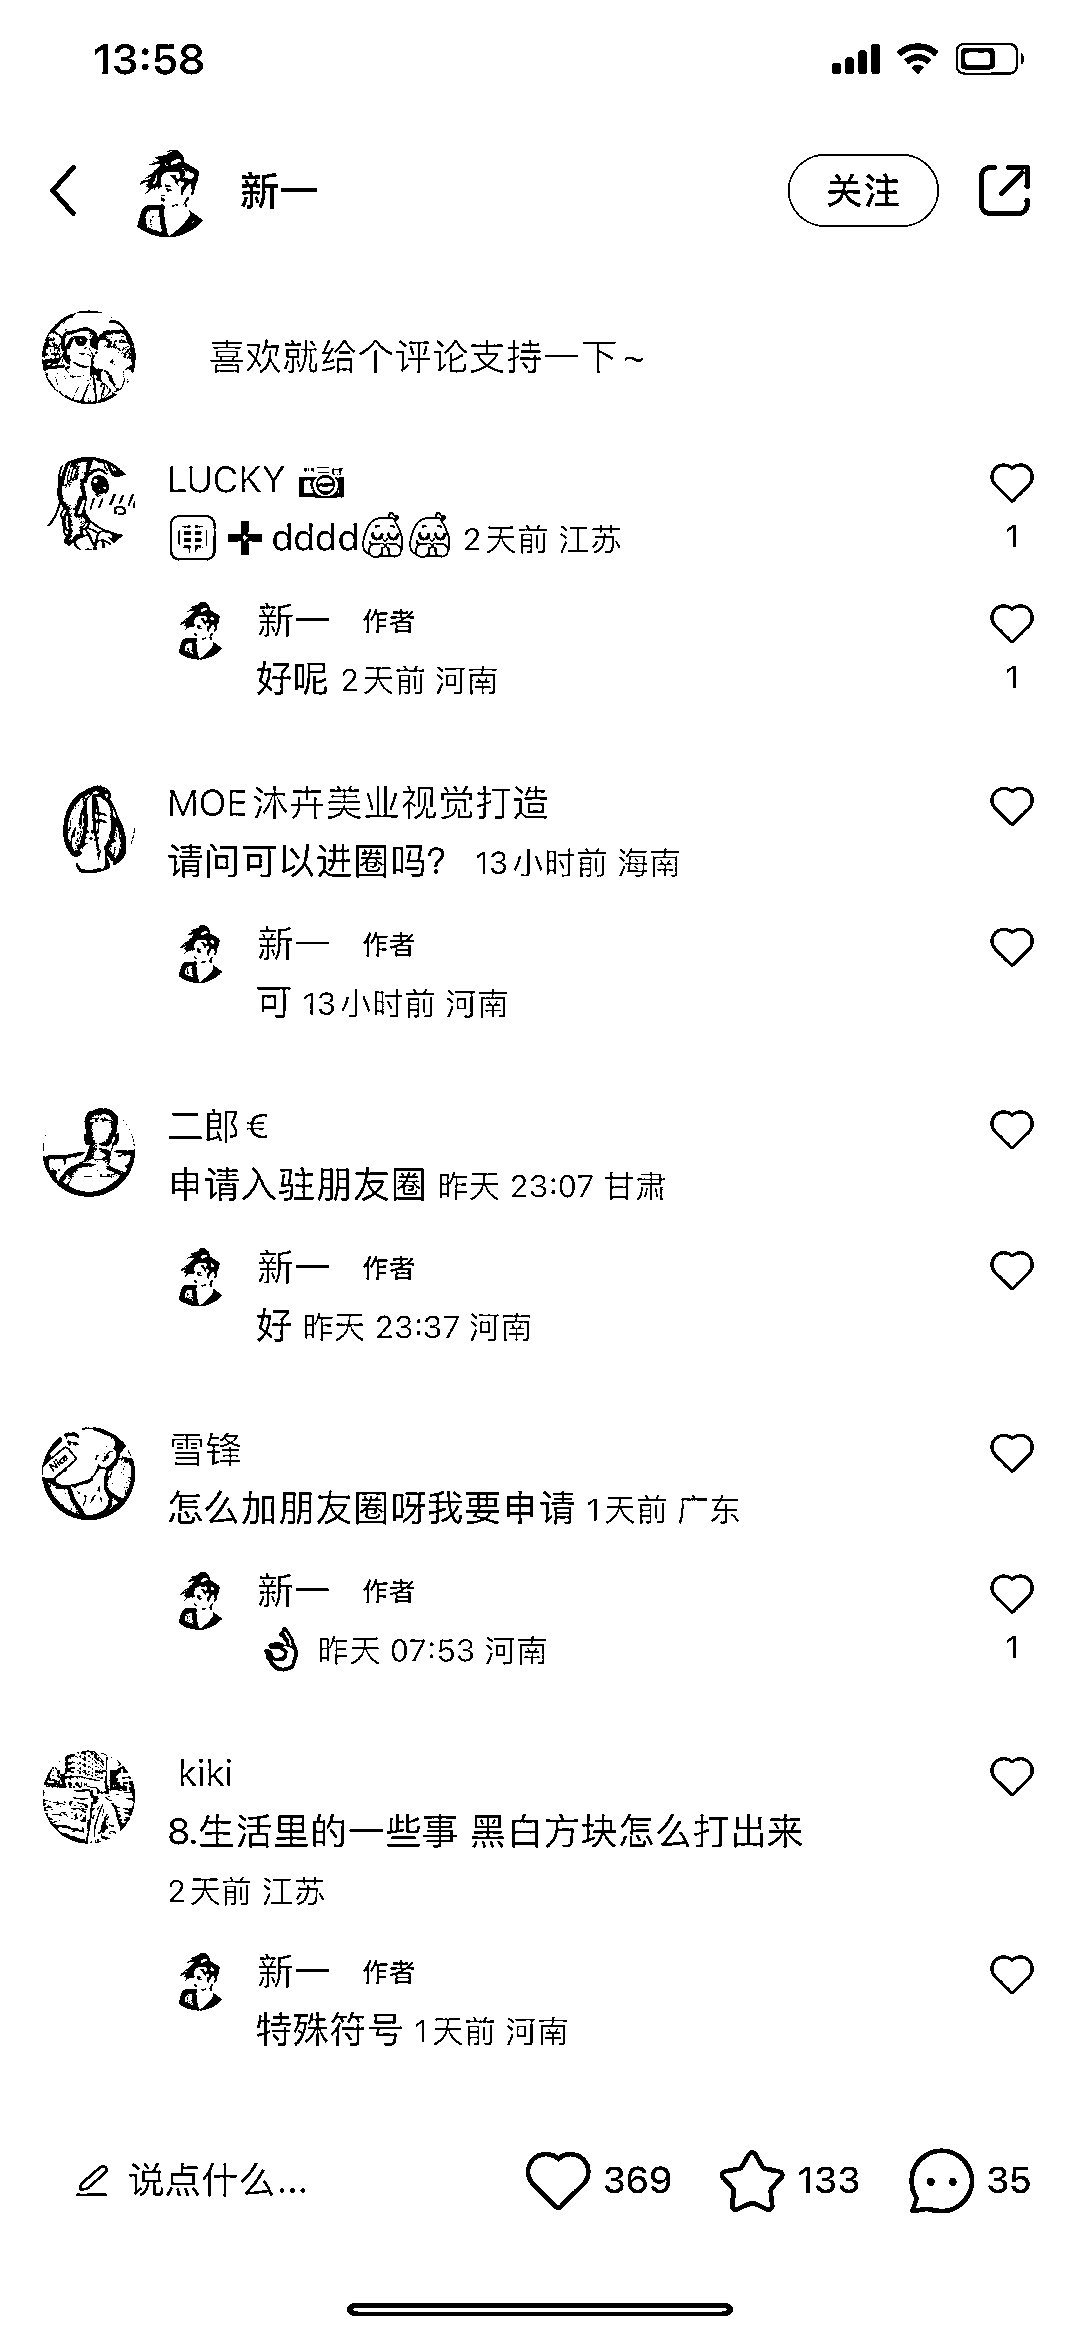 13:58
新一 关注
喜欢就给个评论支持一下~
LUCKY
dddd 2天前 江苏
1
新一 作者
好呢 2天前 河南
1
MOE沐卉美业视觉打造
请问可以进圈吗? 13小时前 海南
新一 作者
可 13小时前 河南
二郎€
申请入驻朋友圈 昨天 23:07 甘肃
新一 作者
好 昨天 23:37 河南
雪锋
怎么加朋友圈呀我要申请 1天前 广东
新一 作者
👌 昨天 07:53 河南
1
kiki
8.生活里的一些事 黑白方块怎么打出来
2天前 江苏
新一 作者
特殊符号 1天前 河南
说点什么... 369 133 35